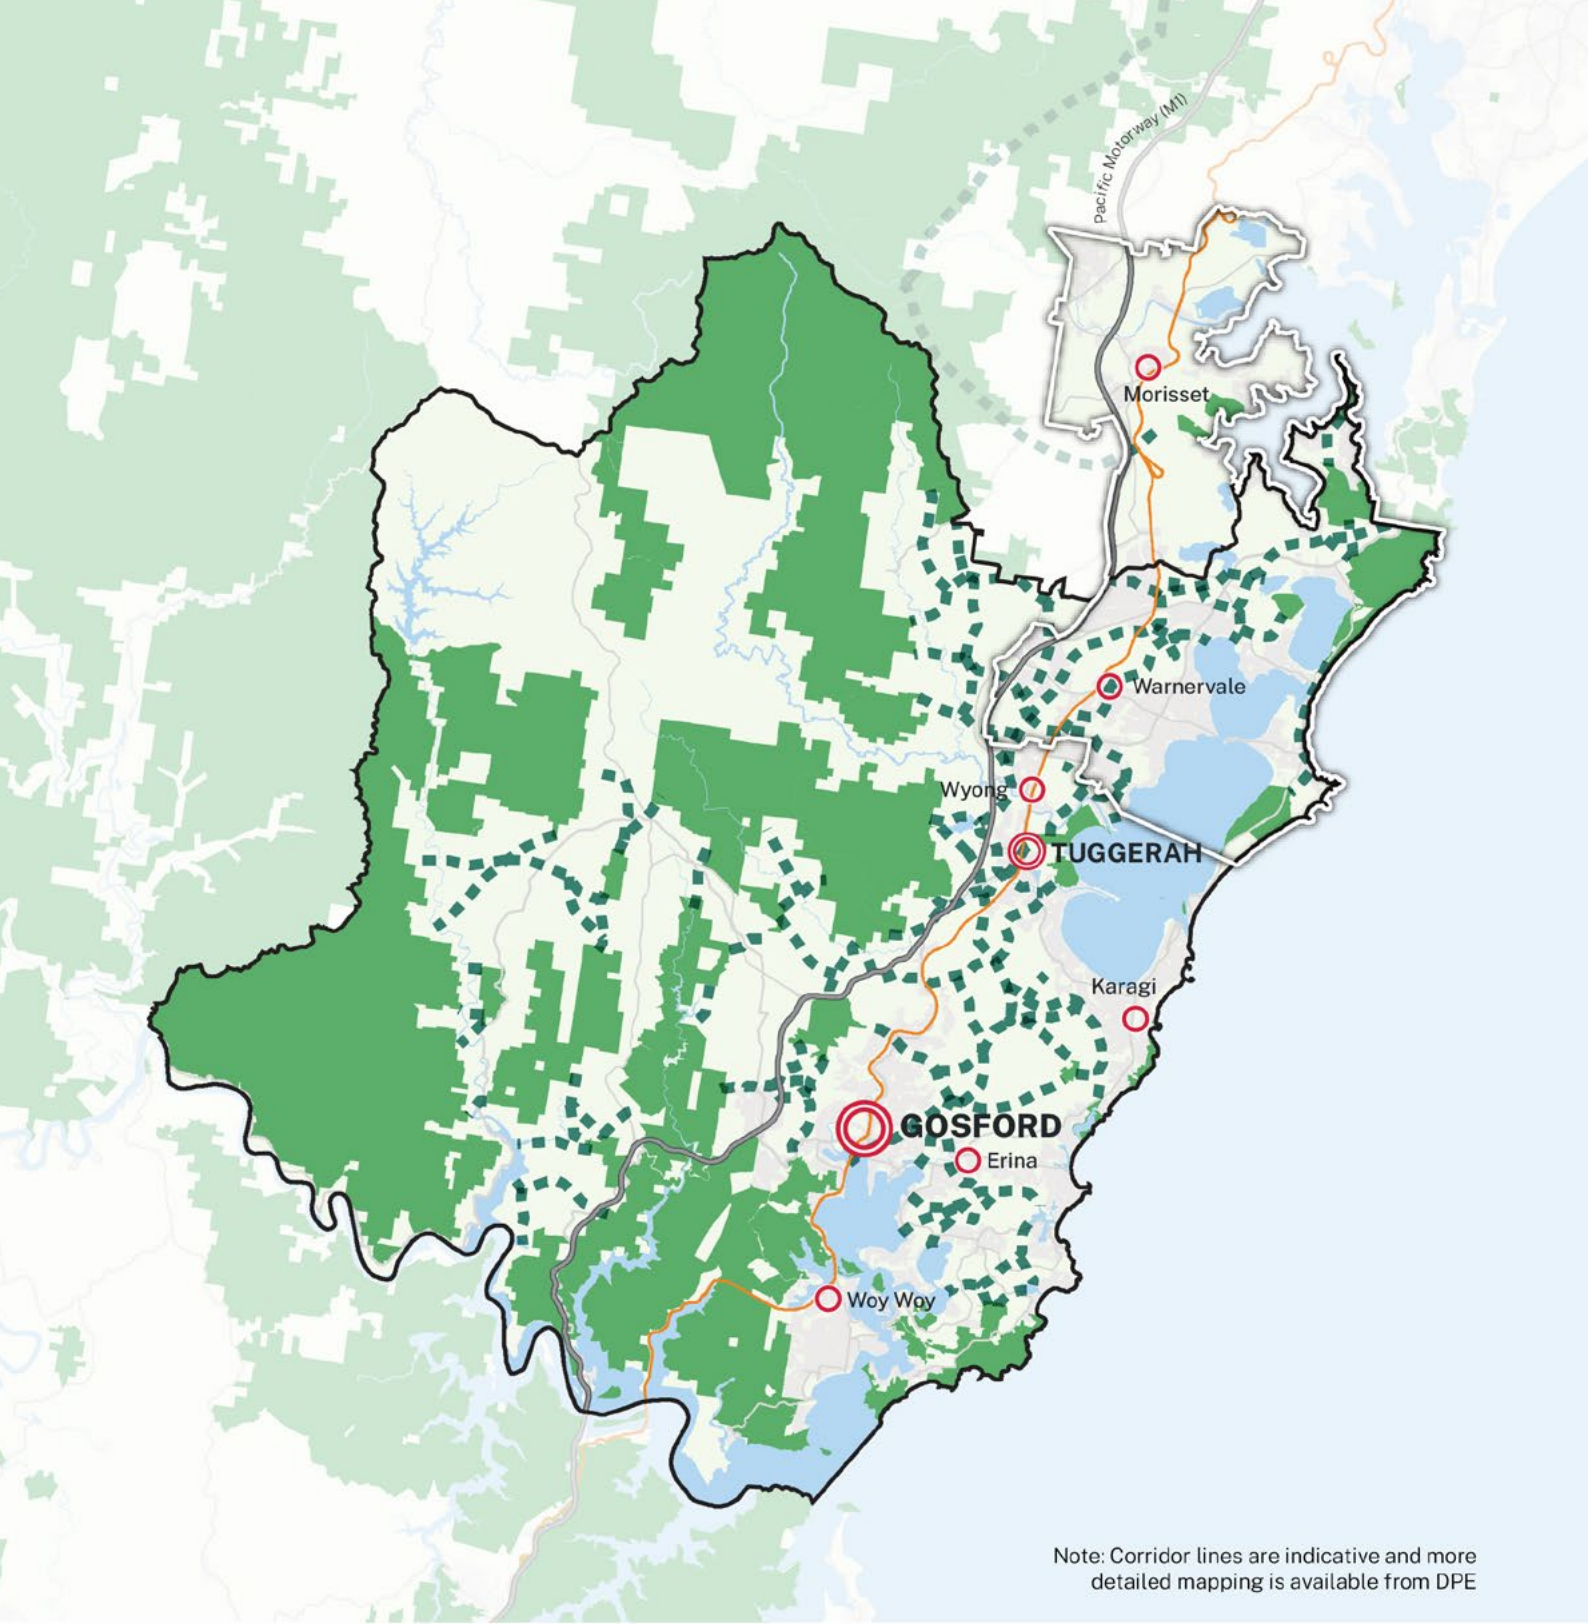 Pacific Motorway (M1)
Morisset
Warnervale
Wyong
TUGGERAH
Karagi
GOSFORD
Erina
Woy Woy
Note: Corridor lines are indicative and more
detailed mapping is available from DPE